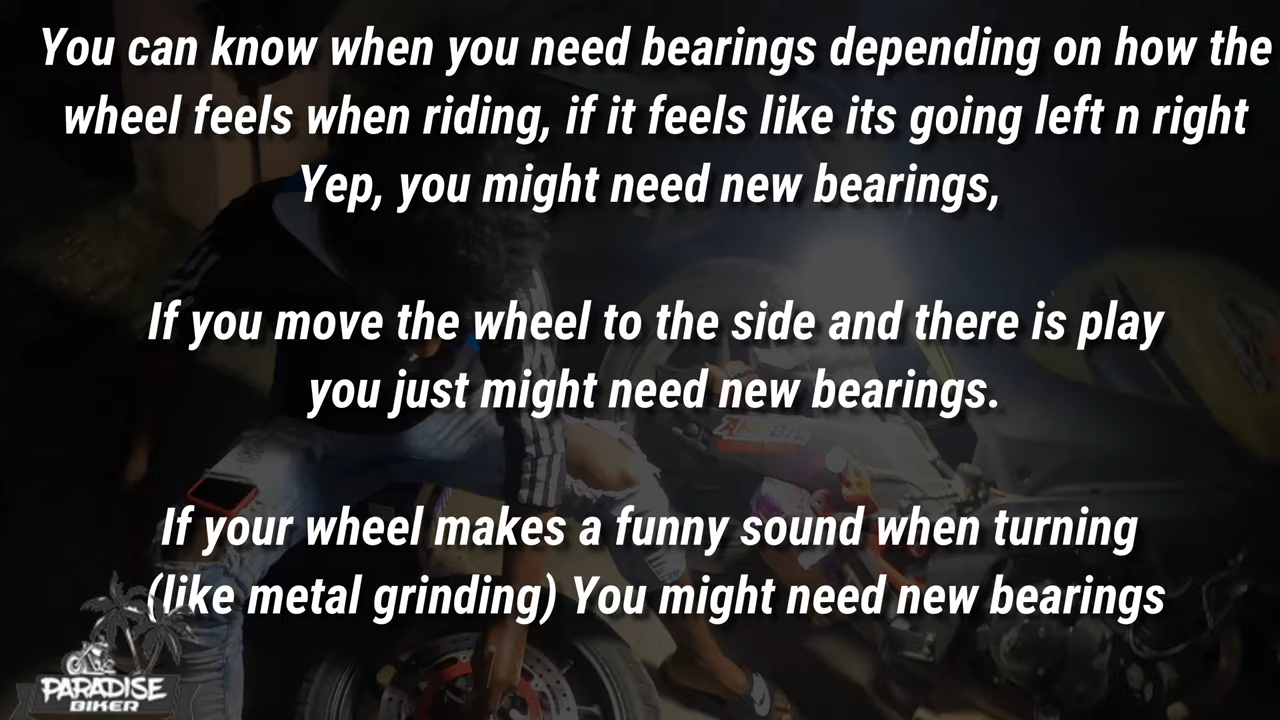 You can know when you need bearings depending on how the
wheel feels when riding, if it feels like its going left n right
Yep, you might need new bearings,
If you move the wheel to the side and there is play
you just might need new bearings.
If your wheel makes a funny sound when turning
(like metal grinding) You might need new bearings
PARADISE
BIKER